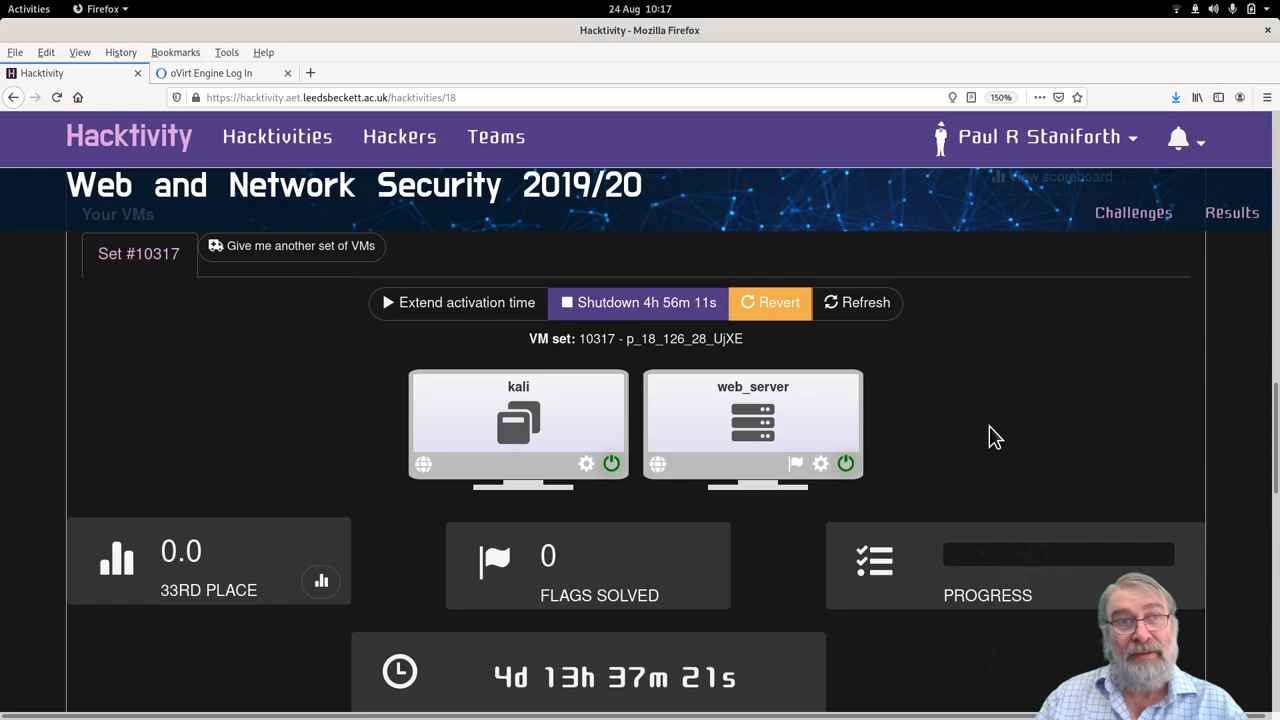 Activities
Firefox
24 Aug 10:17
Hacktivity - Mozilla Firefox
File Edit View History Bookmarks Tools Help
Hacktivity
oVirt Engine Log In
https://hacktivity.aet.leedsbeckett.ac.uk/hacktivities/18
150%
Hacktivity Hacktivities Hackers Teams
Paul R Staniforth
View scoreboard
Web and Network Security 2019/20
Your VMs
Challenges Results
Set #10317
Give me another set of VMs
Extend activation time
Shutdown 4h 56m 11s
Revert
Refresh
VM set: 10317 - p_18_126_28_UjXE
kali
web_server
0.0
33RD PLACE
0
FLAGS SOLVED
PROGRESS
4d 13h 37m 21s